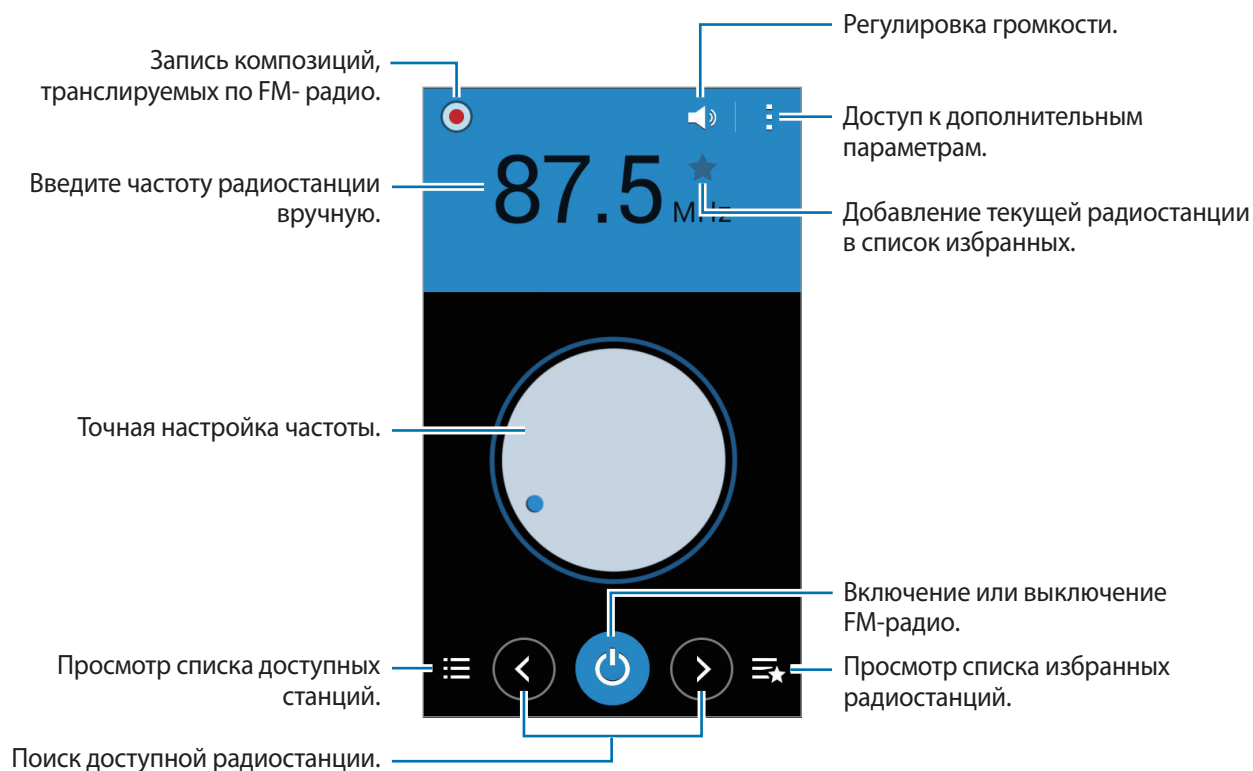 Регулировка громкости.
Запись композиций,
транслируемых по FM- радио.
Доступ к дополнительным
параметрам.
Введите частоту радиостанции
вручную.
87.5 MHz
Добавление текущей радиостанции
в список избранных.
Точная настройка частоты.
Включение или выключение
FM-радио.
Просмотр списка доступных
станций.
Просмотр списка избранных
радиостанций.
Поиск доступной радиостанции.